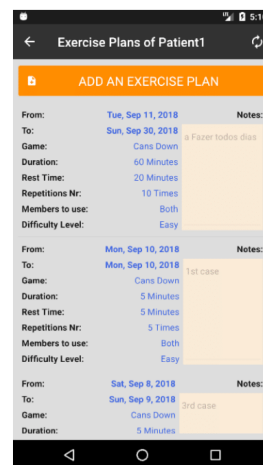 5:1
Exercise Plans of Patient1
ADD AN EXERCISE PLAN
From: Tue, Sep 11, 2018 Notes:
To: Sun, Sep 30, 2018
a Fazer todos dias
Game: Cans Down
Duration: 60 Minutes
Rest Time: 20 Minutes
Repetitions Nr: 10 Times
Members to use: Both
Difficulty Level: Easy
From: Mon, Sep 10, 2018 Notes:
To: Mon, Sep 10, 2018
1st case
Game: Cans Down
Duration: 5 Minutes
Rest Time: 5 Minutes
Repetitions Nr: 5 Times
Members to use: Both
Difficulty Level: Easy
From: Sat, Sep 8, 2018 Notes:
To: Sun, Sep 9, 2018
3rd case
Game: Cans Down
Duration: 5 Minutes